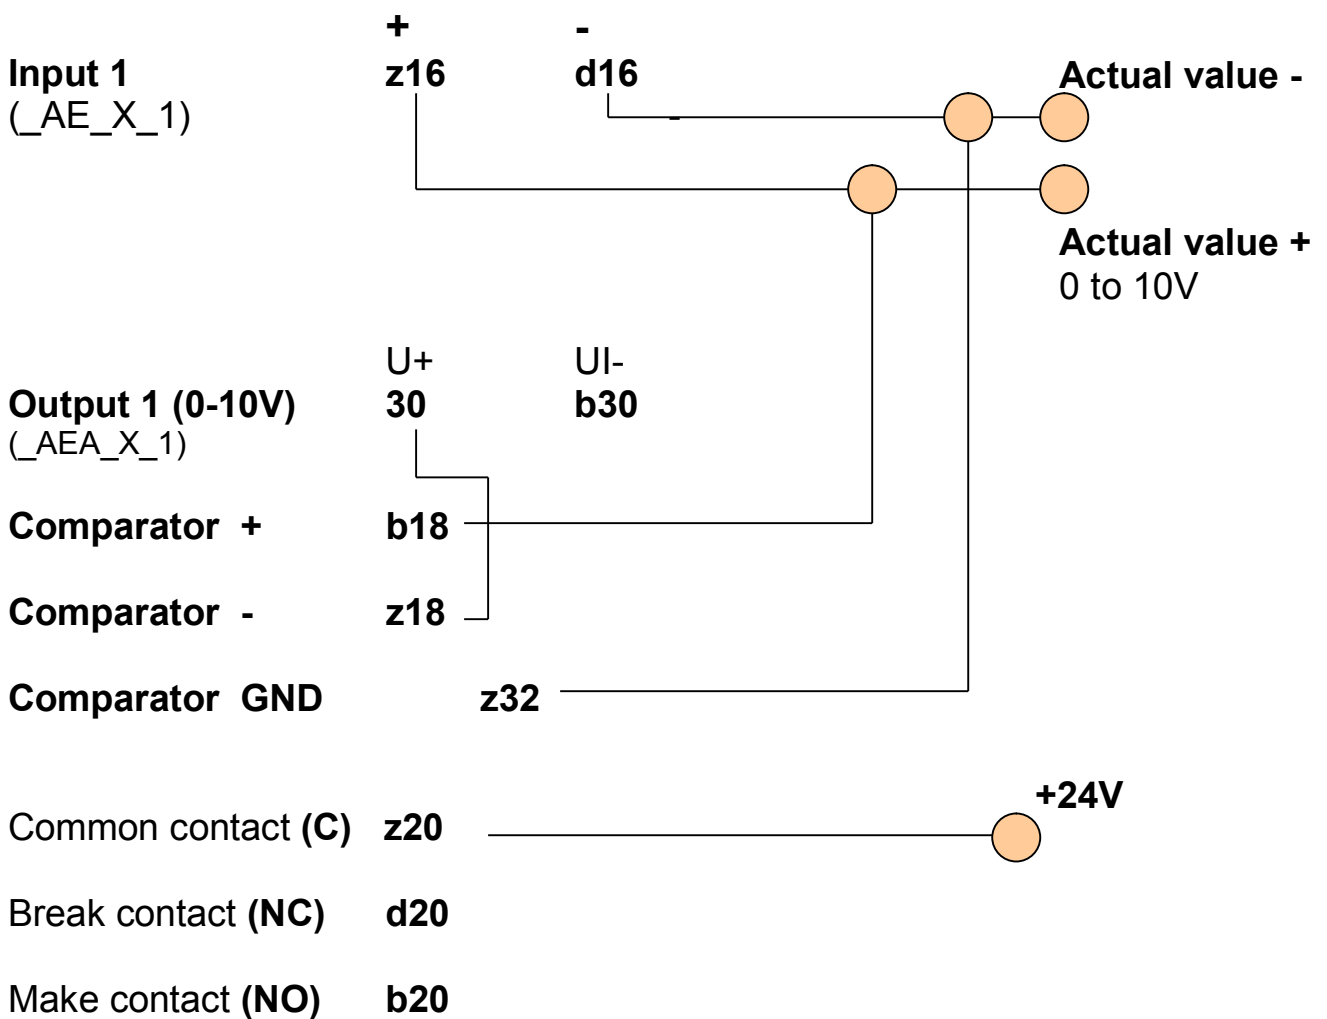 + -
Input 1 z16 d16 Actual value -
(_AE_X_1) -
Actual value +
0 to 10V
U+ UI-
Output 1 (0-10V) 30 b30
(_AEA_X_1)
Comparator + b18
Comparator - z18
Comparator GND z32
+24V
Common contact (C) z20
Break contact (NC) d20
Make contact (NO) b20